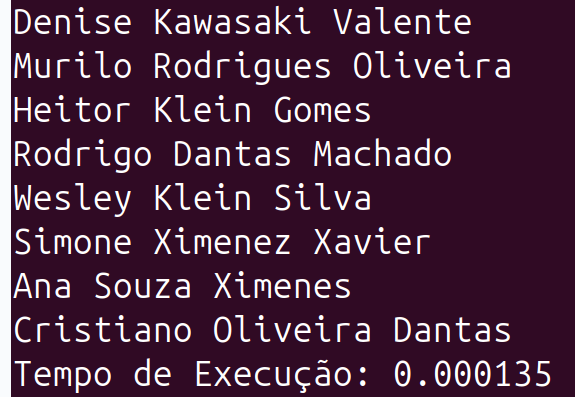 Denise Kawasaki Valente
Murilo Rodrigues Oliveira
Heitor Klein Gomes
Rodrigo Dantas Machado
Wesley Klein Silva
Simone Ximenez Xavier
Ana Souza Ximenes
Cristiano Oliveira Dantas
Tempo de Execução: 0.000135